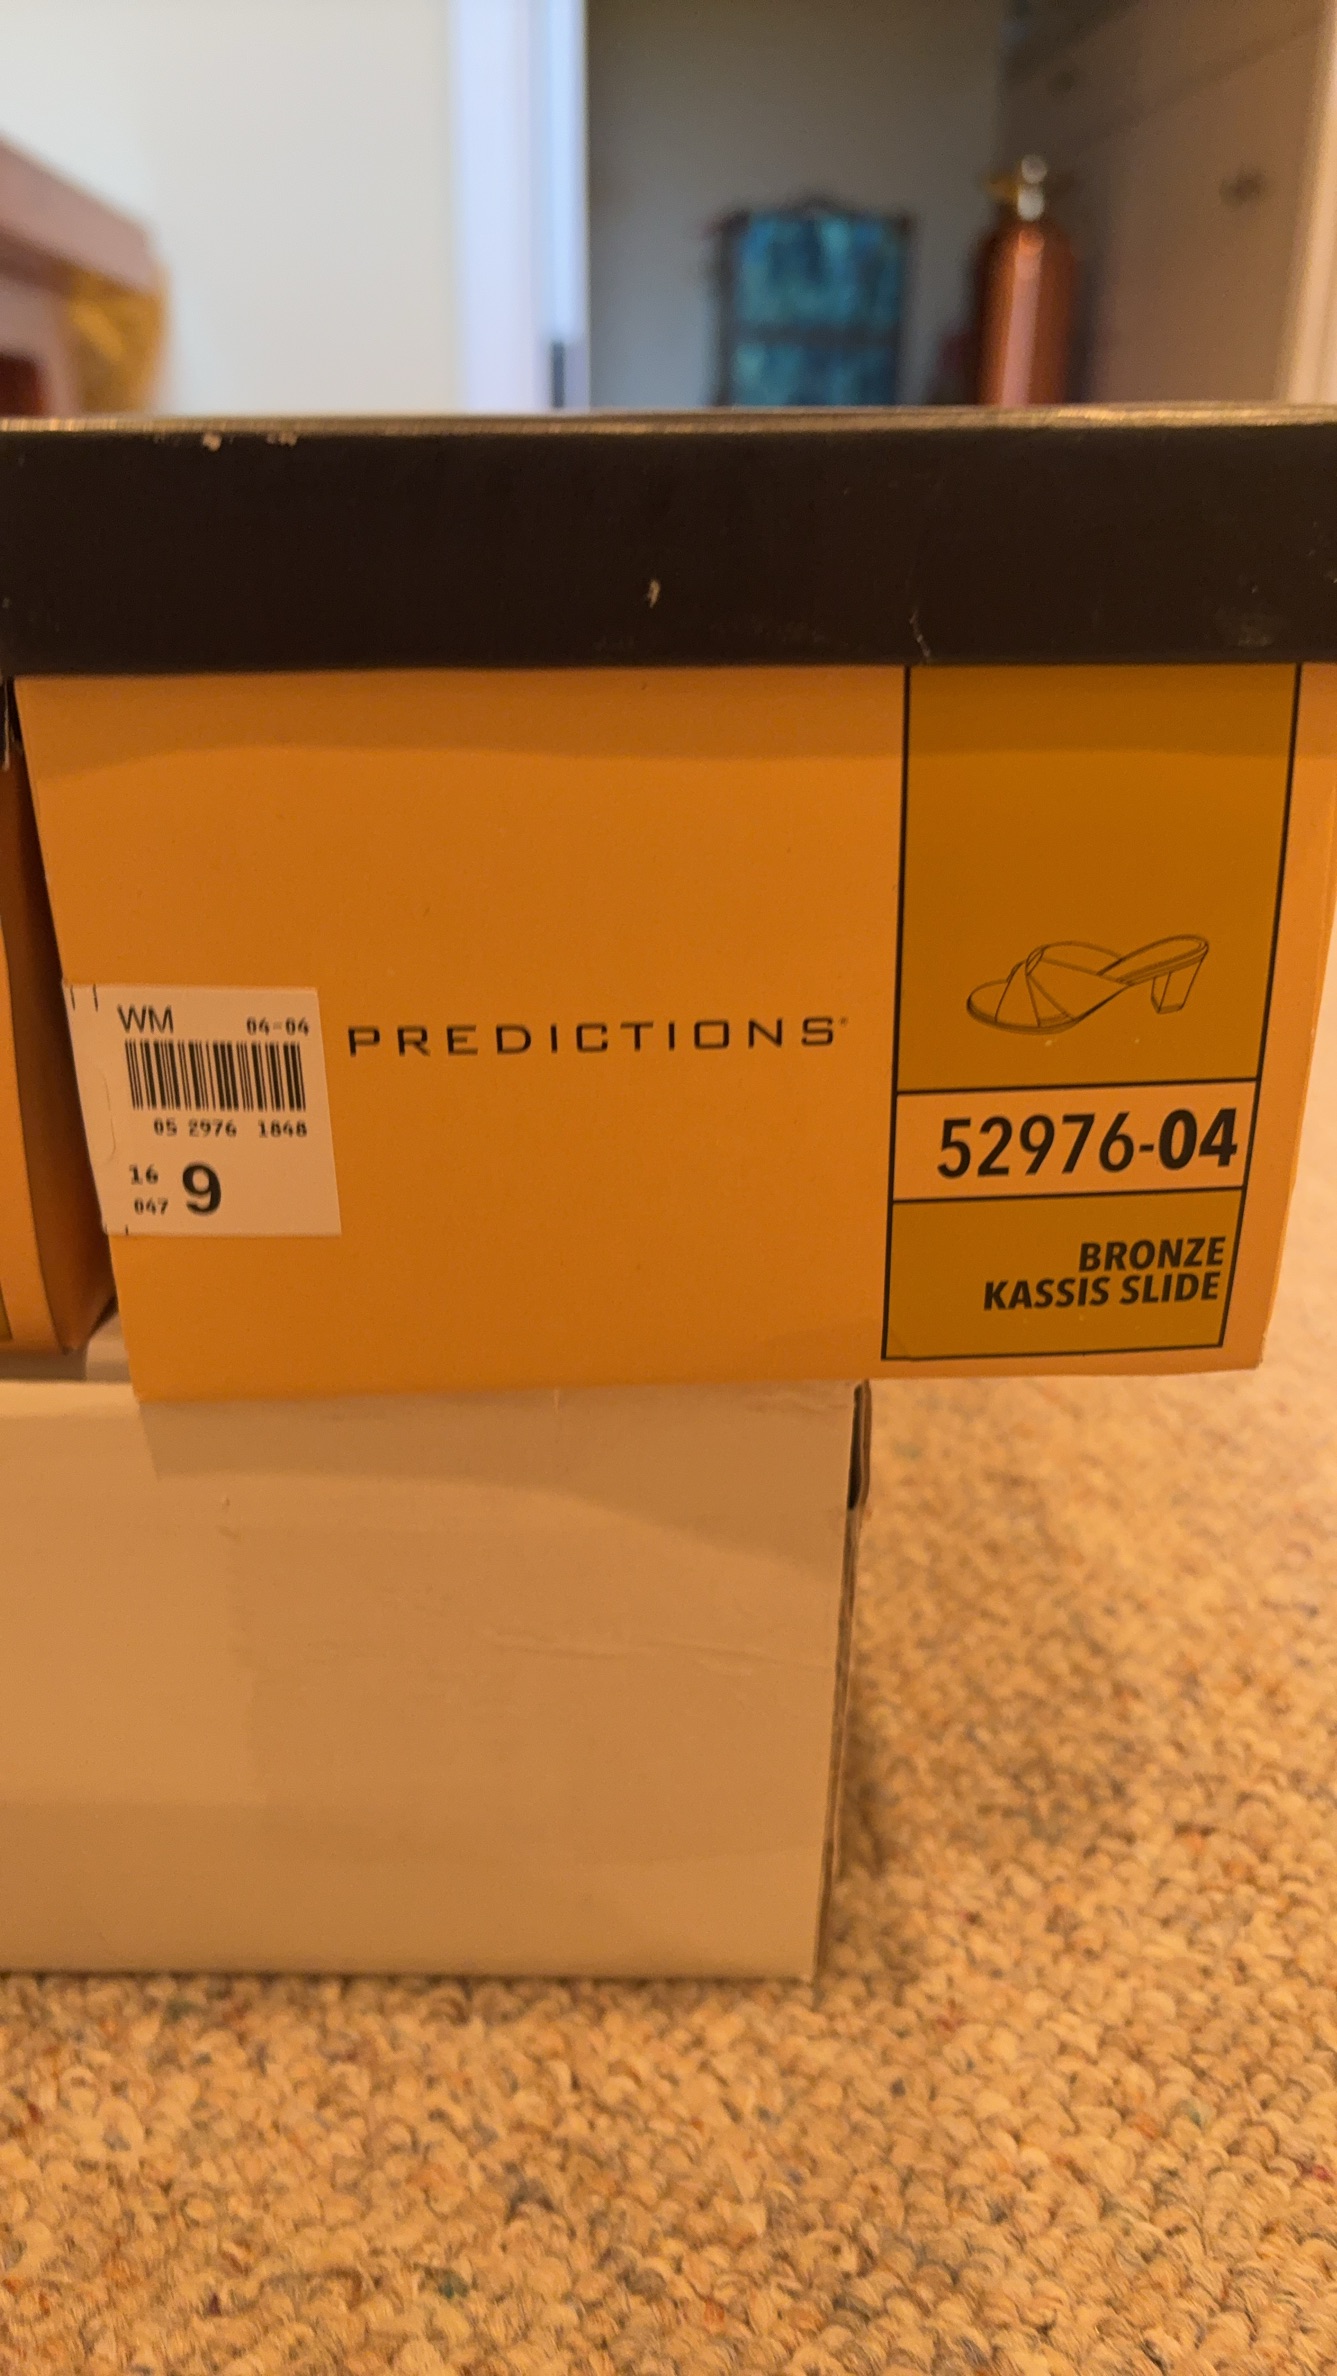 WM 04-04
05 2976 1848
16
047 9
PREDICTIONS
52976-04
BRONZE
KASSIS SLIDE